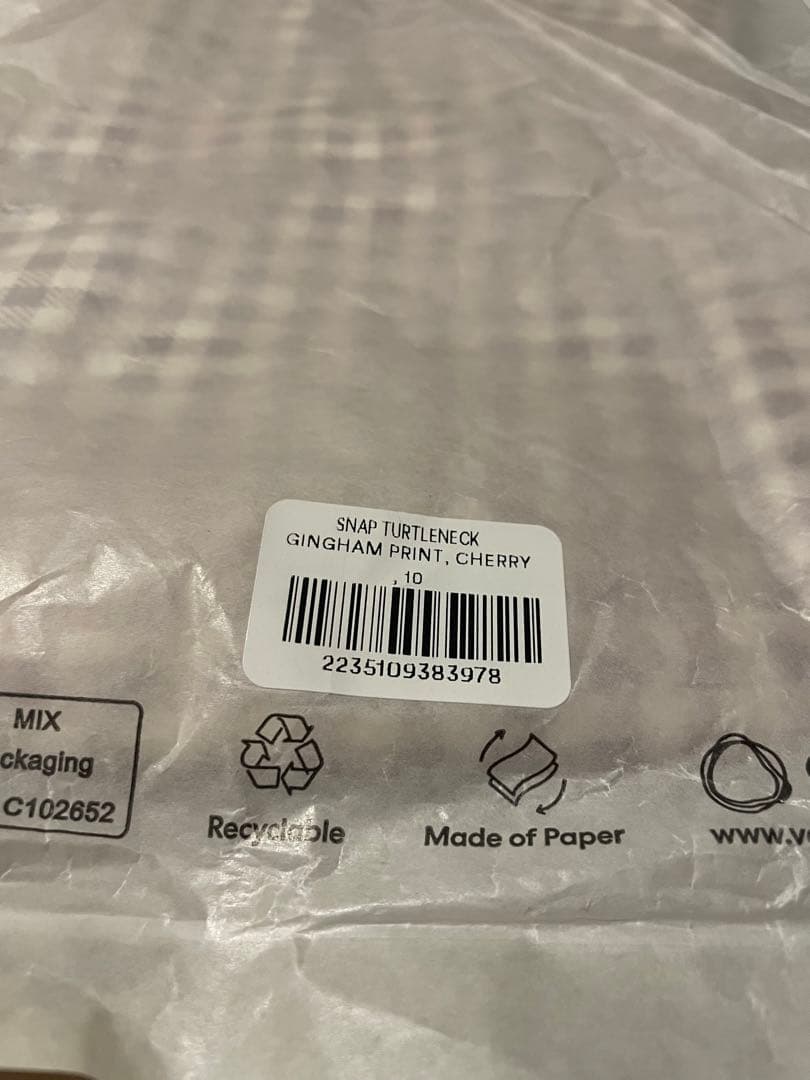 SNAP TURTLENECK
GINGHAM PRINT, CHERRY
, 10
2235109383978
MIX
ckaging
C102652
Recyclable
Made of Paper
www.